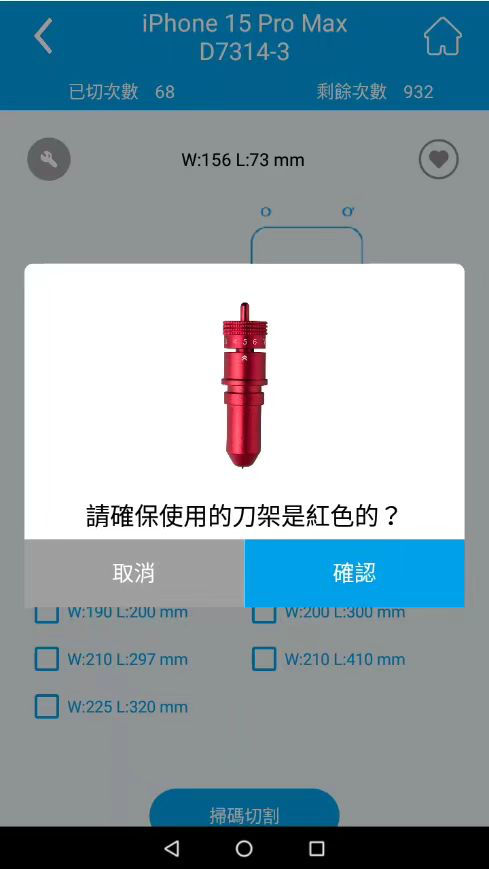 iPhone 15 Pro Max
D7314-3
已切次數 68
剩餘次數 932
W:156 L:73 mm
3 4 5 6 7
請確保使用的刀架是紅色的？
取消
確認
W:190 L:200 mm
W:200 L:300 mm
W:210 L:297 mm
W:210 L:410 mm
W:225 L:320 mm
掃碼切割